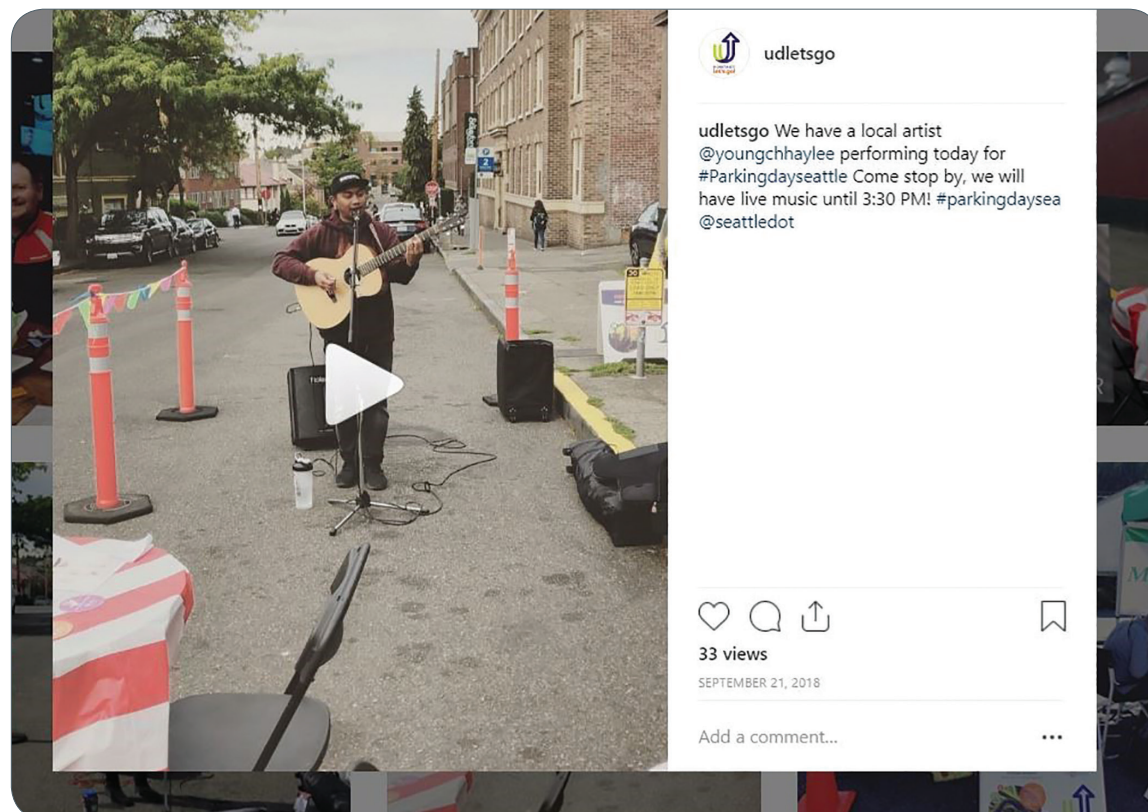 udletsgo
udletsgo We have a local artist
@youngchhaylee performing today for
#Parkingdayseattle Come stop by, we will
have live music until 3:30 PM! #parkingdaysea
@seattledot
33 views
SEPTEMBER 21, 2018
Add a comment...
2